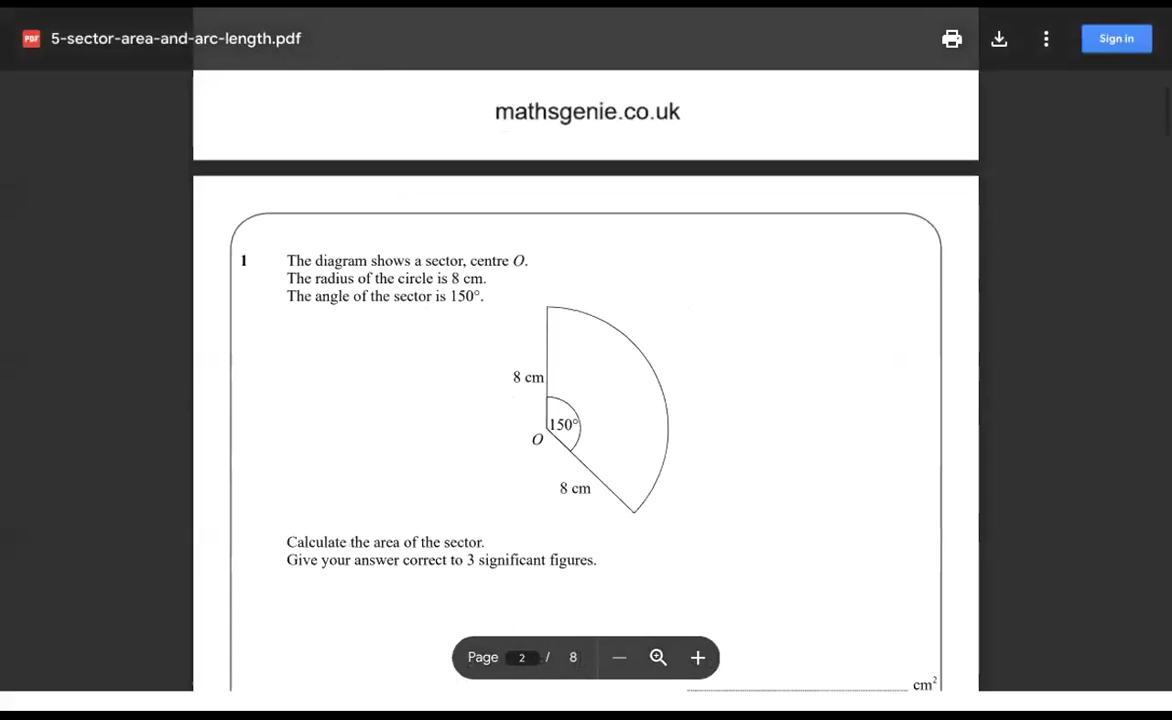 5-sector-area-and-arc-length.pdf
Sign in
mathsgenie.co.uk
1 The diagram shows a sector, centre O.
The radius of the circle is 8 cm.
The angle of the sector is 150°.
8 cm
150°
O
8 cm
Calculate the area of the sector.
Give your answer correct to 3 significant figures.
Page 2 / 8
cm²